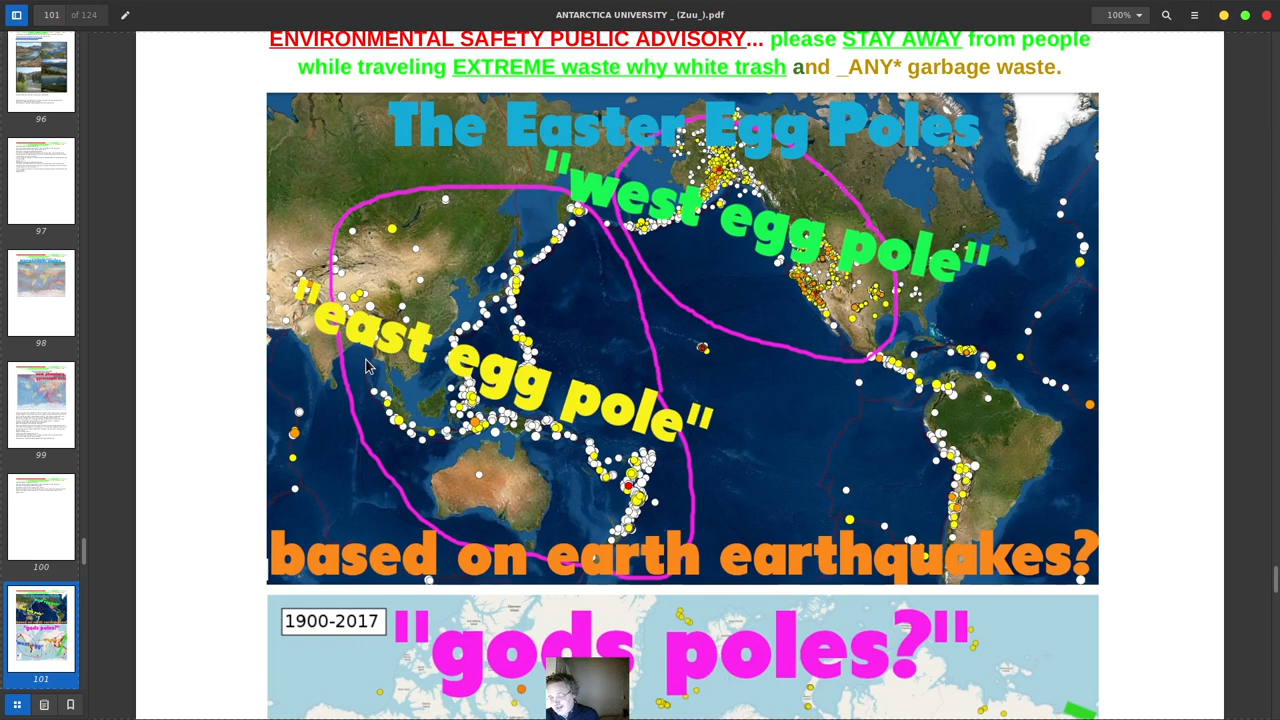 101 of 124
ANTARCTICA UNIVERSITY _ (Zuu_).pdf
100%
ENVIRONMENTAL SAFETY PUBLIC ADVISORY... please STAY AWAY from people
while traveling EXTREME waste why white trash and _ANY* garbage waste.
96
97
98
99
100
101
The Easter Egg Poles
"west egg pole"
"east egg pole"
based on earth earthquakes?
1900-2017
"gods poles?"